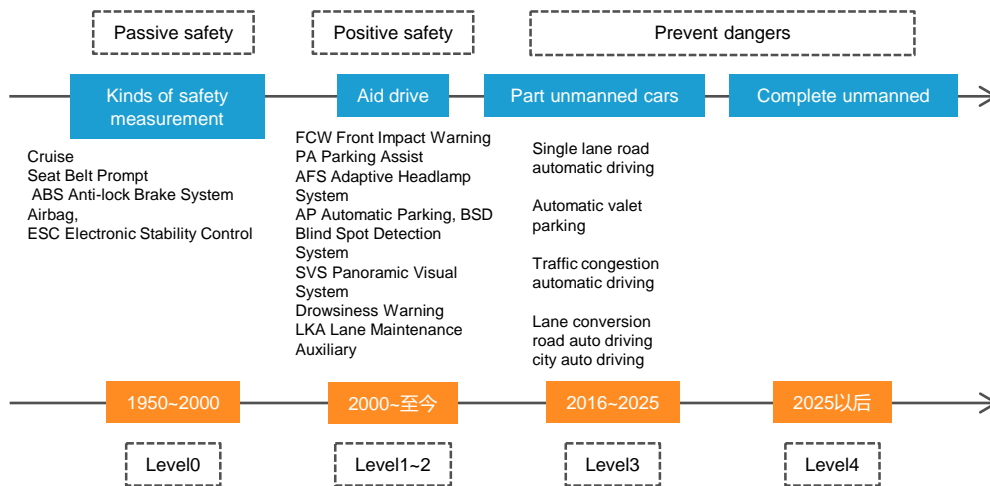 Passive safety
Positive safety
Prevent dangers
Kinds of safety
measurement
Aid drive
Part unmanned cars
Complete unmanned
Cruise
Seat Belt Prompt
ABS Anti-lock Brake System
Airbag,
ESC Electronic Stability Control
FCW Front Impact Warning
PA Parking Assist
AFS Adaptive Headlamp
System
AP Automatic Parking, BSD
Blind Spot Detection
System
SVS Panoramic Visual
System
Drowsiness Warning
LKA Lane Maintenance
Auxiliary
Single lane road
automatic driving
Automatic valet
parking
Traffic congestion
automatic driving
Lane conversion
road auto driving
city auto driving
1950~2000
2000~至今
2016~2025
2025以后
Level0
Level1~2
Level3
Level4